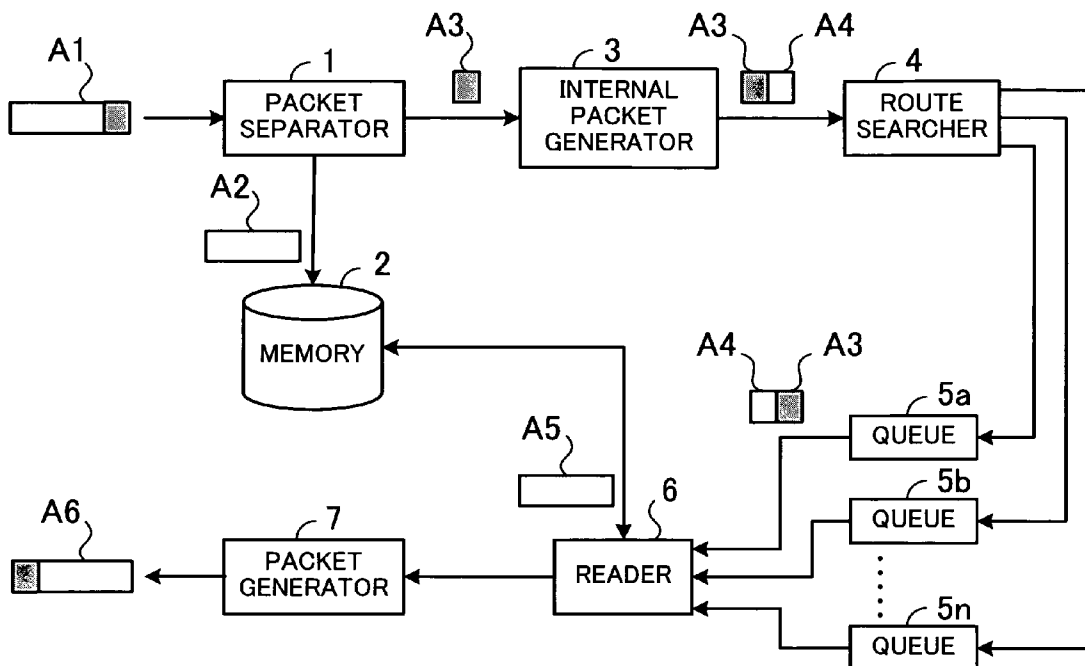 A1
1
PACKET
SEPARATOR
A3
3
INTERNAL
PACKET
GENERATOR
A3 A4
4
ROUTE
SEARCHER
A2
2
MEMORY
A4 A3
5a
QUEUE
A5
5b
QUEUE
A6
7
PACKET
GENERATOR
6
READER
5n
QUEUE